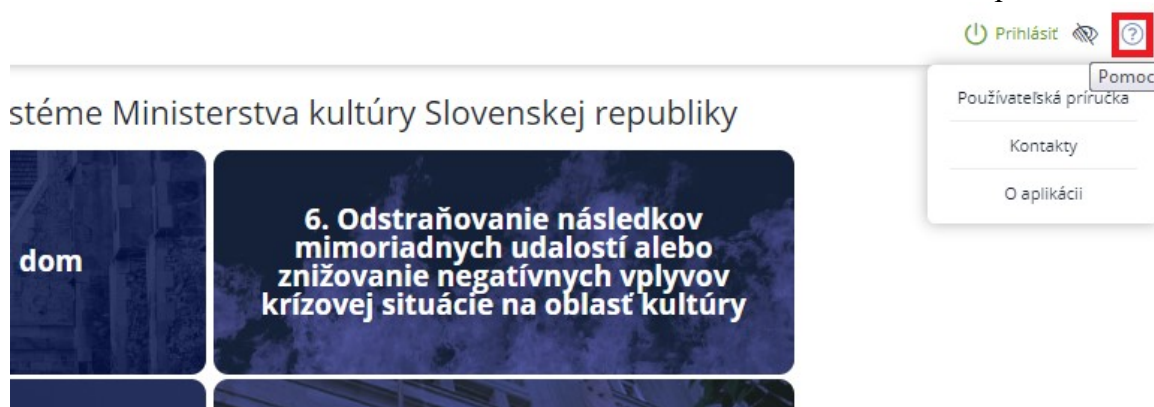 Prihlásiť
Pomoc
Používateľská príručka
Kontakty
O aplikácii
stéme Ministerstva kultúry Slovenskej republiky
dom
6. Odstraňovanie následkov
mimoriadnych udalostí alebo
znižovanie negatívnych vplyvov
krízovej situácie na oblasť kultúry